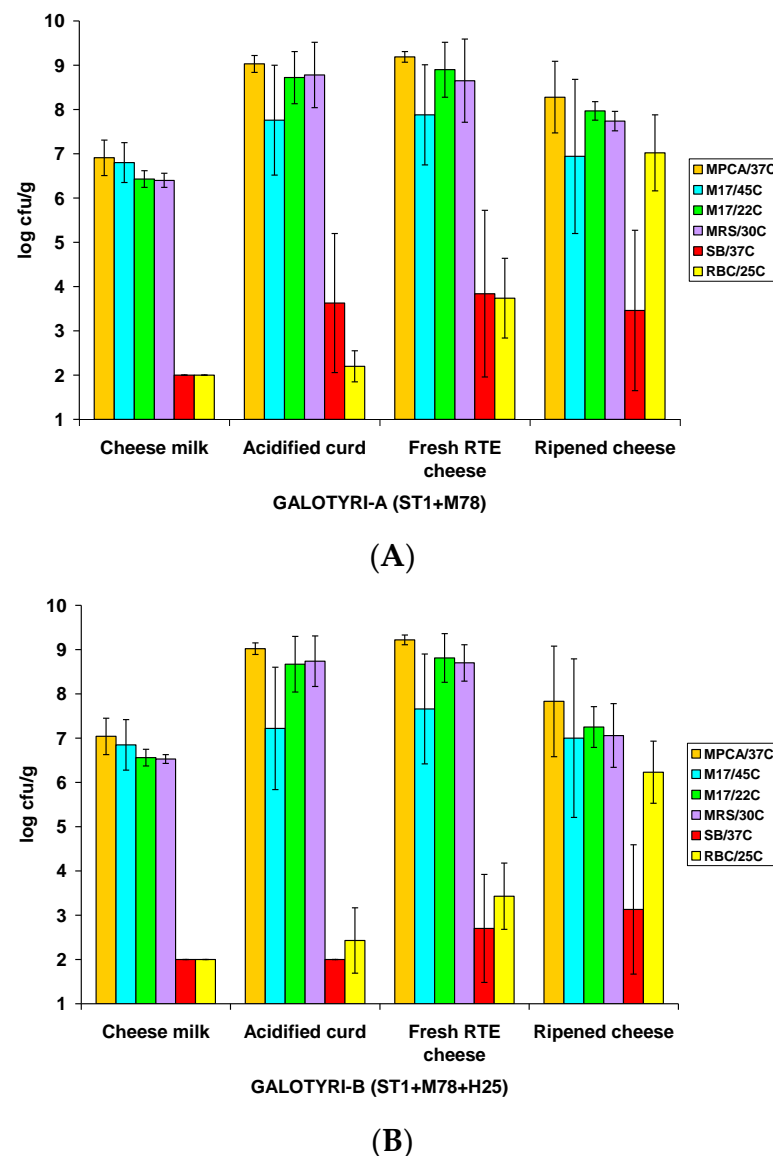 10
9
8
7
6
5
4
3
2
1
log cfu/g
Cheese milk
Acidified curd
Fresh RTE
cheese
Ripened cheese
GALOTYRI-A (ST1+M78)
MPCA/37C
M17/45C
M17/22C
MRS/30C
SB/37C
RBC/25C
(A)
10
9
8
7
6
5
4
3
2
1
log cfu/g
Cheese milk
Acidified curd
Fresh RTE
cheese
Ripened cheese
GALOTYRI-B (ST1+M78+H25)
MPCA/37C
M17/45C
M17/22C
MRS/30C
SB/37C
RBC/25C
(B)